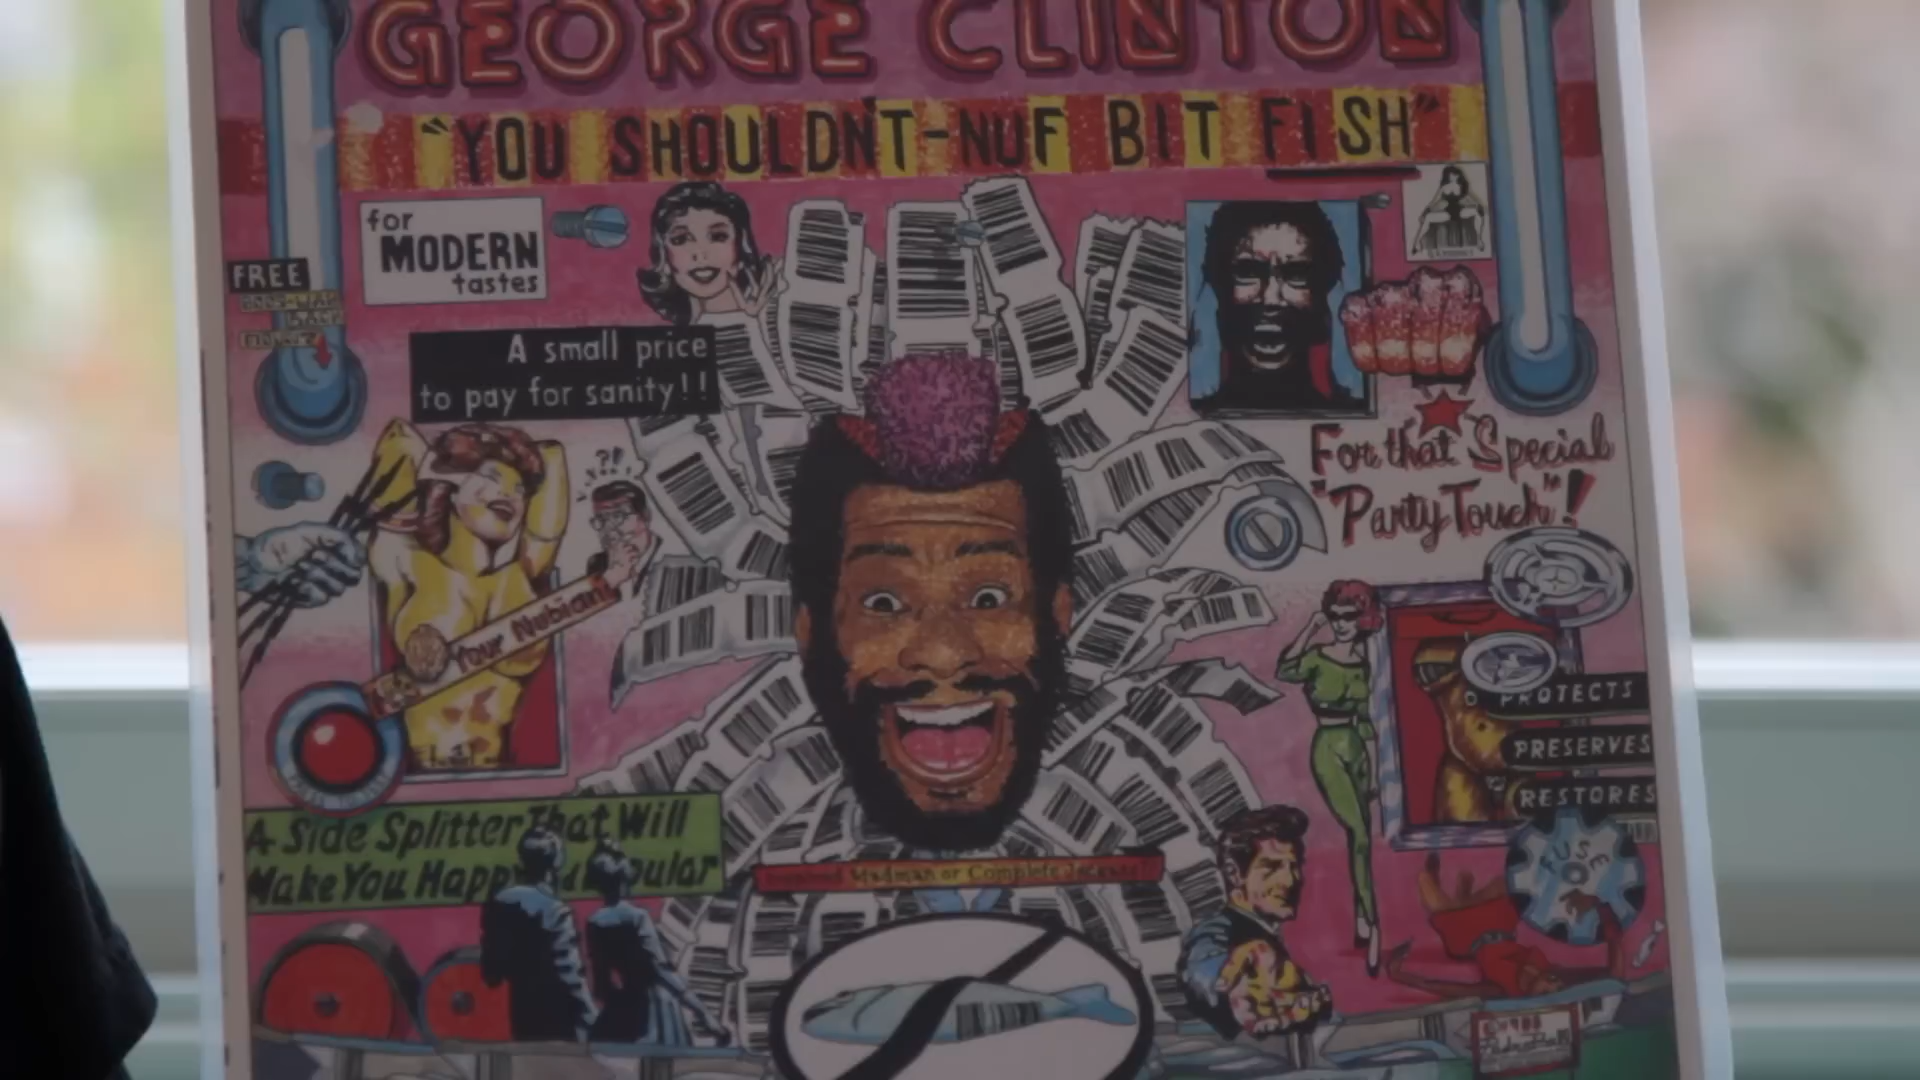 GEORGE CLINTON
"YOU SHOULDN'T-NUF BIT FISH"
for
MODERN
tastes
FREE
A small price
to pay for sanity!!
?!
For that Special
"Party Touch"!
Your Nubian
PROTECTS
PRESERVES
RESTORES
A Side Splitter That Will
Make You Happy
Madman or Complete
FUSE